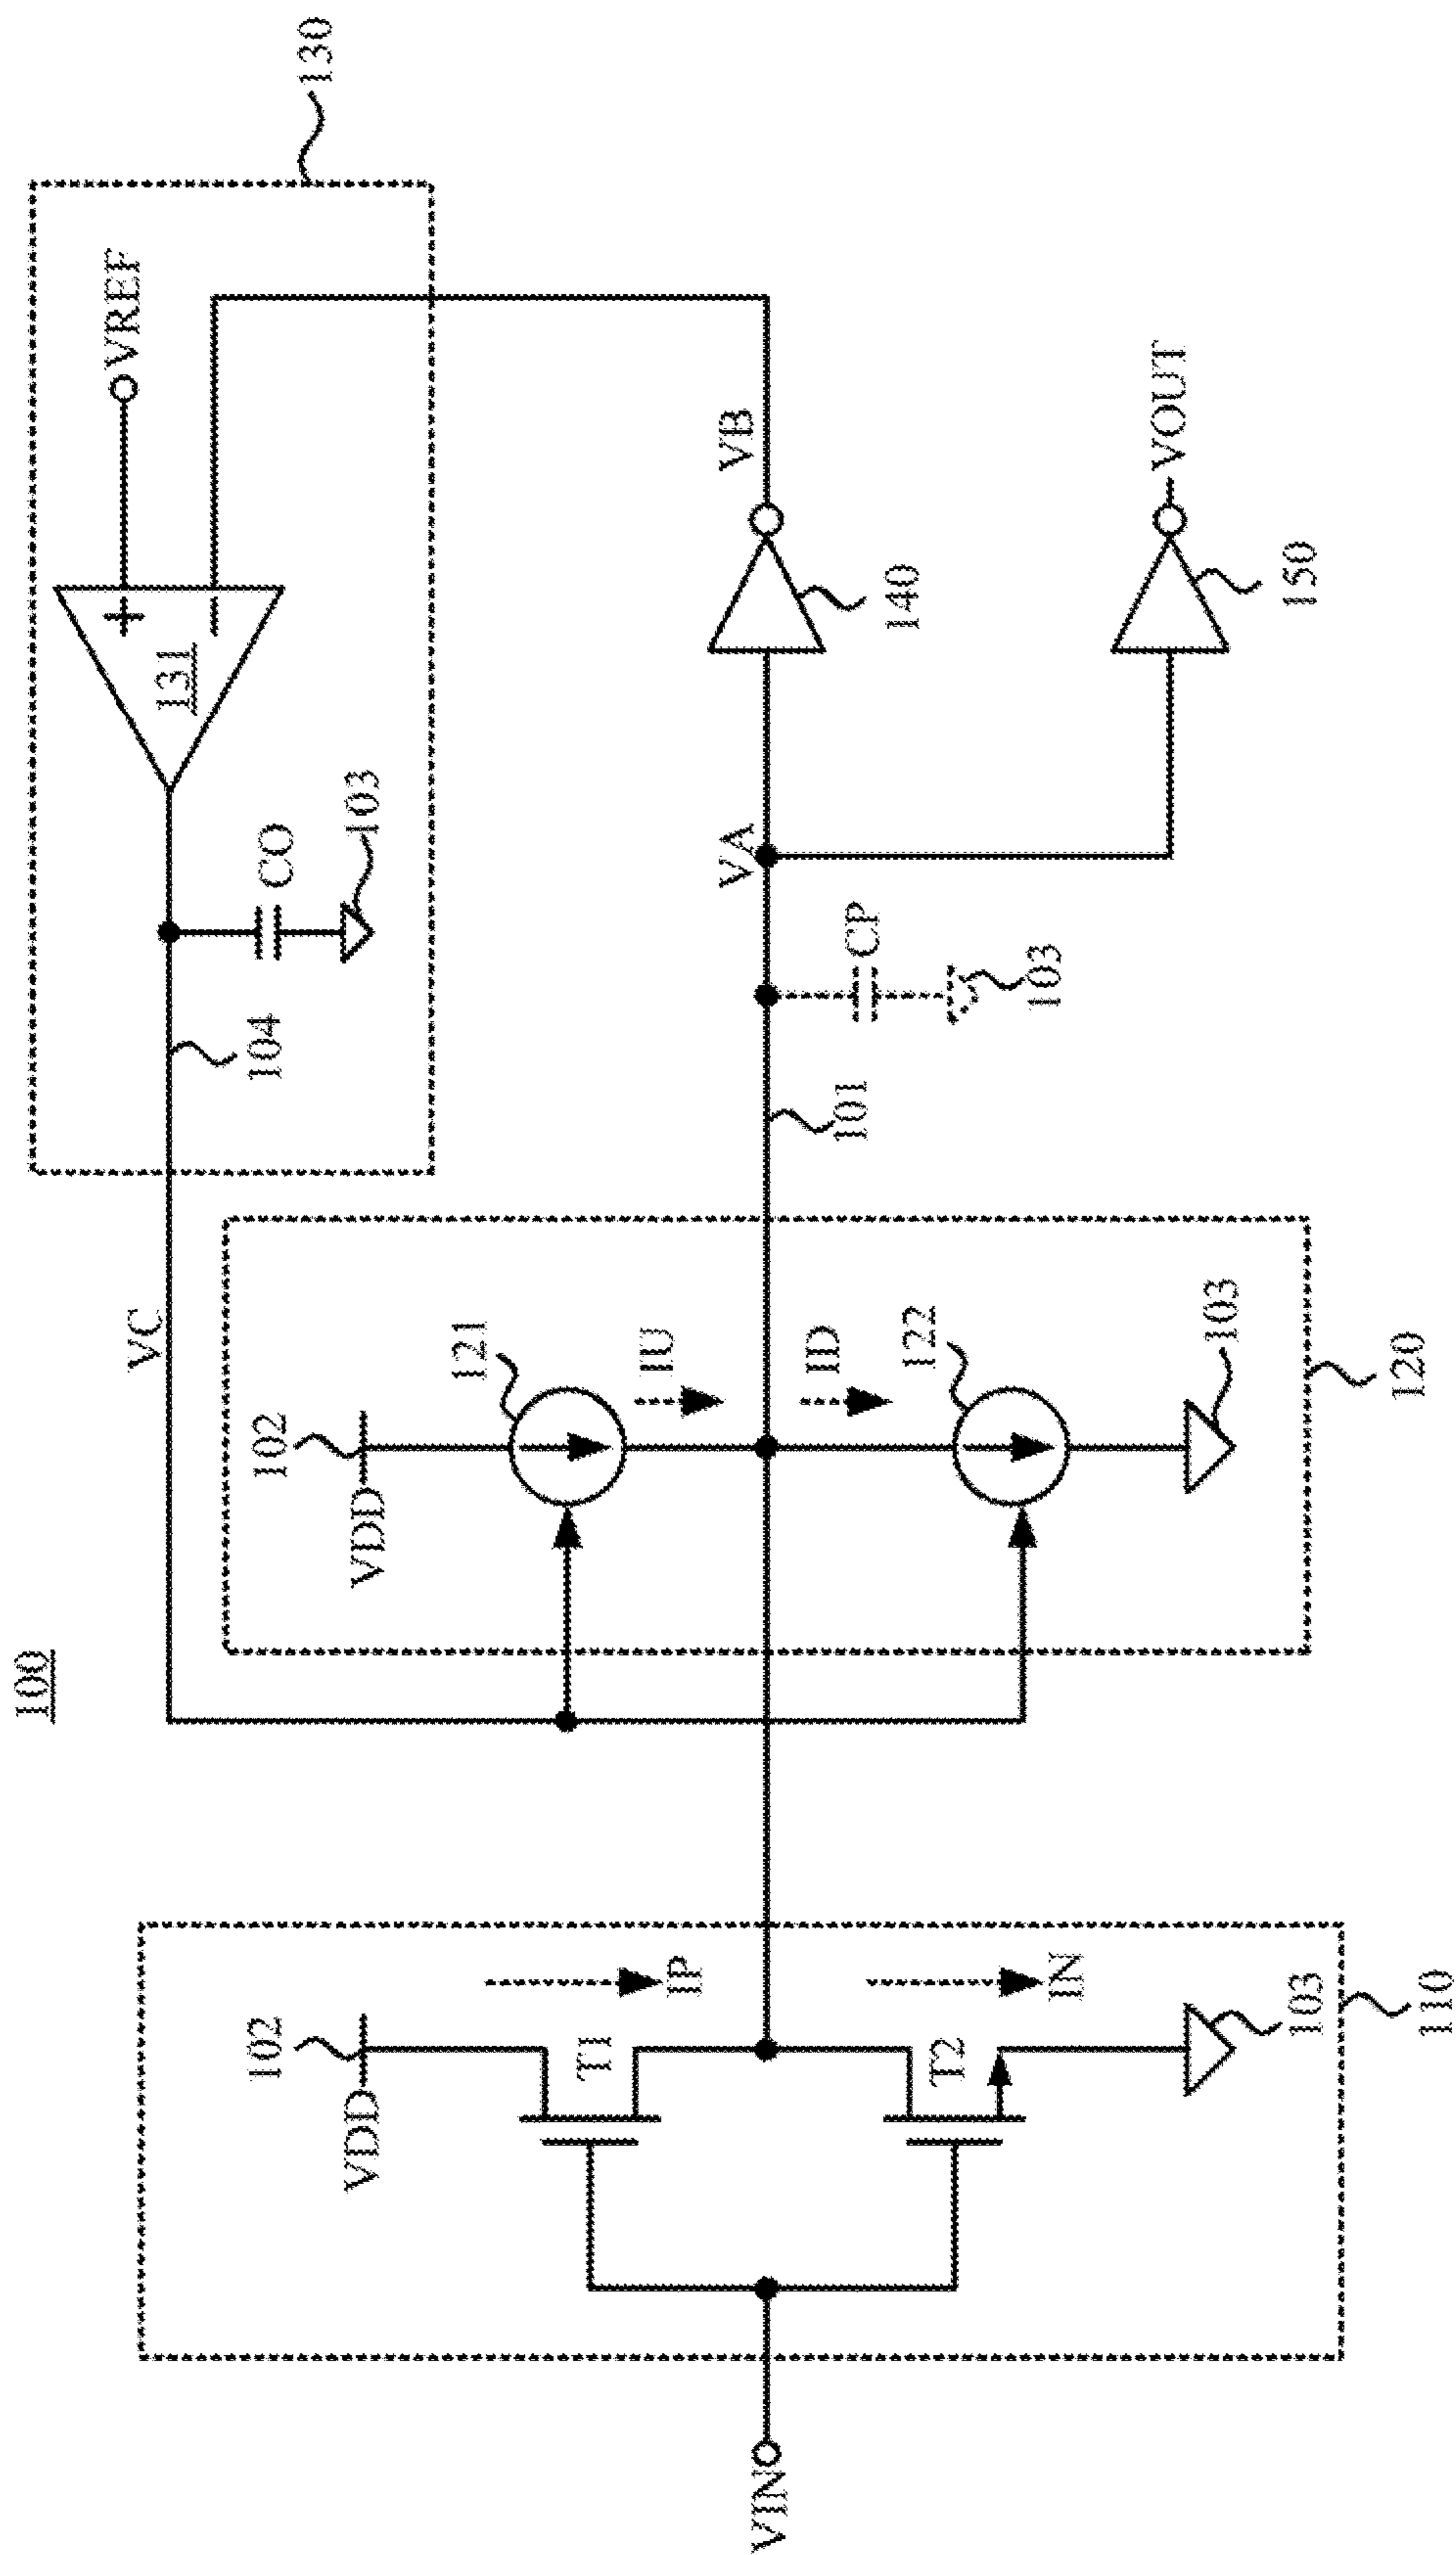 100
130
VREF
+
−
131
CO
103
104
VC
102
VDD
121
IU
ID
122
103
120
101
CP
103
VA
VB
140
150
VOUT
102
VDD
T1
IP
T2
IN
103
110
VIN